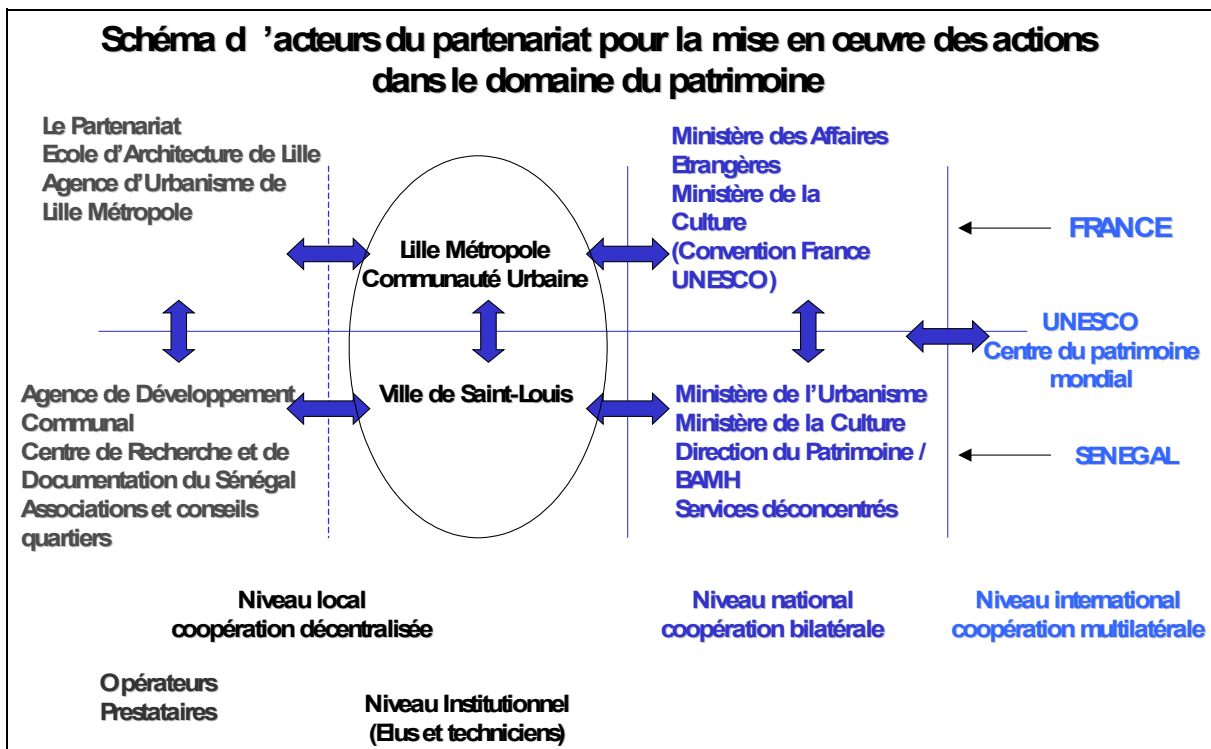 Schéma d ’acteurs du partenariat pour la mise en œuvre des actions
dans le domaine du patrimoine
Le Partenariat
Ecole d’Architecture de Lille
Agence d’Urbanisme de
Lille Métropole
Lille Métropole
Communauté Urbaine
Ministère des Affaires
Etrangères
Ministère de la
Culture
(Convention France
UNESCO)
FRANCE
UNESCO
Centre du patrimoine
mondial
Agence de Développement
Communal
Centre de Recherche et de
Documentation du Sénégal
Associations et conseils
quartiers
Ville de Saint-Louis
Ministère de l’Urbanisme
Ministère de la Culture
Direction du Patrimoine /
BAMH
Services déconcentrés
SENEGAL
Niveau local
coopération décentralisée
Niveau national
coopération bilatérale
Niveau international
coopération multilatérale
Opérateurs
Prestataires
Niveau Institutionnel
(Elus et techniciens)